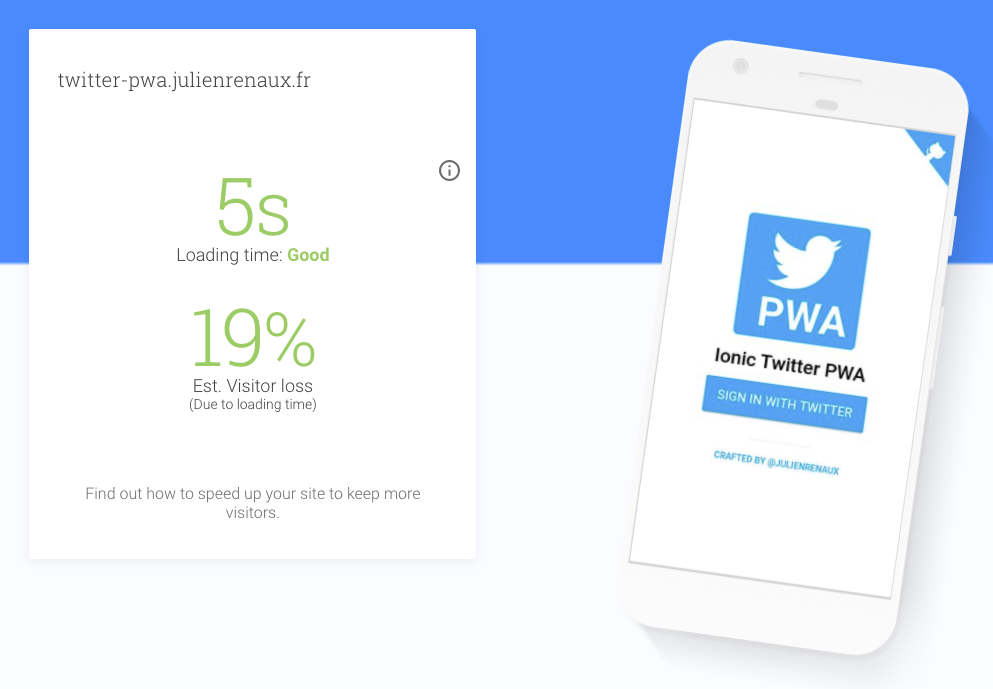 twitter-pwa.julienrenaux.fr
5s
Loading time: Good
19%
Est. Visitor loss
(Due to loading time)
Find out how to speed up your site to keep more
visitors.
PWA
Ionic Twitter PWA
SIGN IN WITH TWITTER
CRAFTED BY @JULIENRENAUX